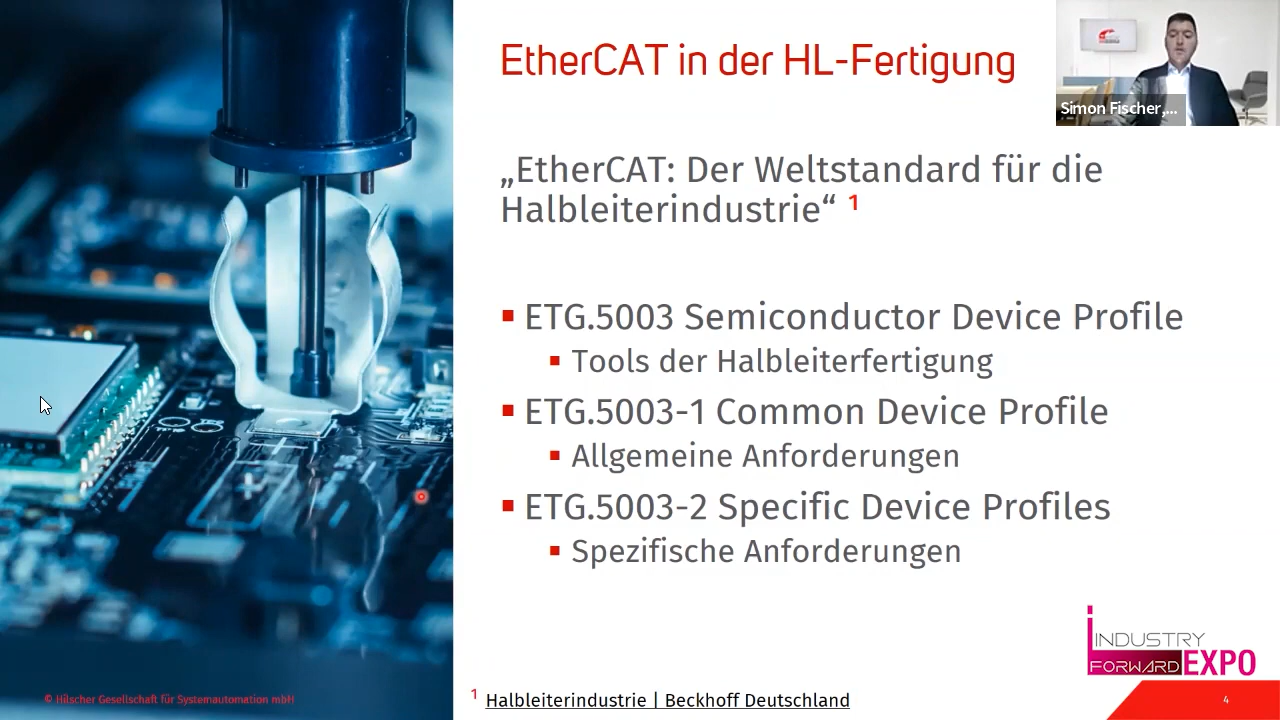 EtherCAT in der HL-Fertigung
Simon Fischer,...
„EtherCAT: Der Weltstandard für die
Halbleiterindustrie“ 1
ETG.5003 Semiconductor Device Profile
Tools der Halbleiterfertigung
ETG.5003-1 Common Device Profile
Allgemeine Anforderungen
ETG.5003-2 Specific Device Profiles
Spezifische Anforderungen
INDUSTRY
FORWARD EXPO
© Hilscher Gesellschaft für Systemautomation mbH
1 Halbleiterindustrie | Beckhoff Deutschland
4